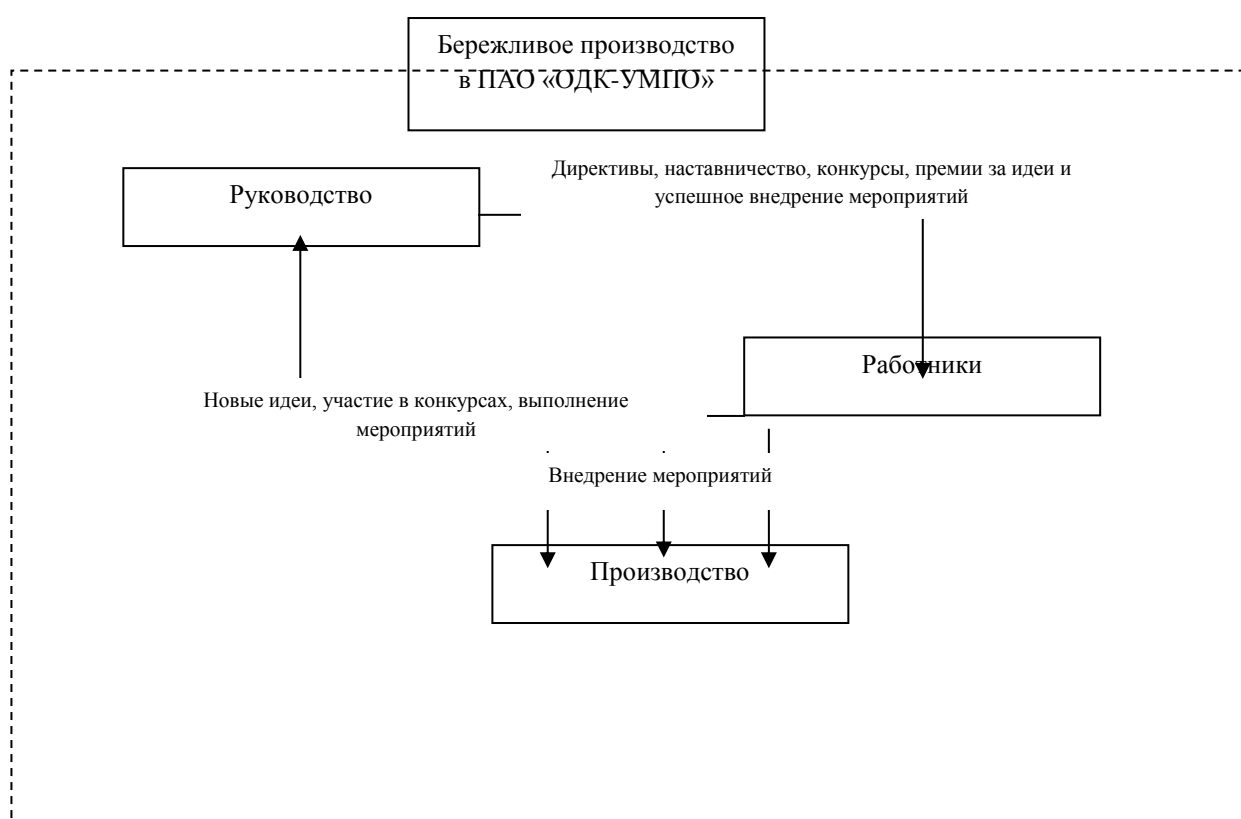 Бережливое производство
в ПАО «ОДК-УМПО»
Директивы, наставничество, конкурсы, премии за идеи и
успешное внедрение мероприятий
Руководство
Работники
Новые идеи, участие в конкурсах, выполнение
мероприятий
Внедрение мероприятий
Производство